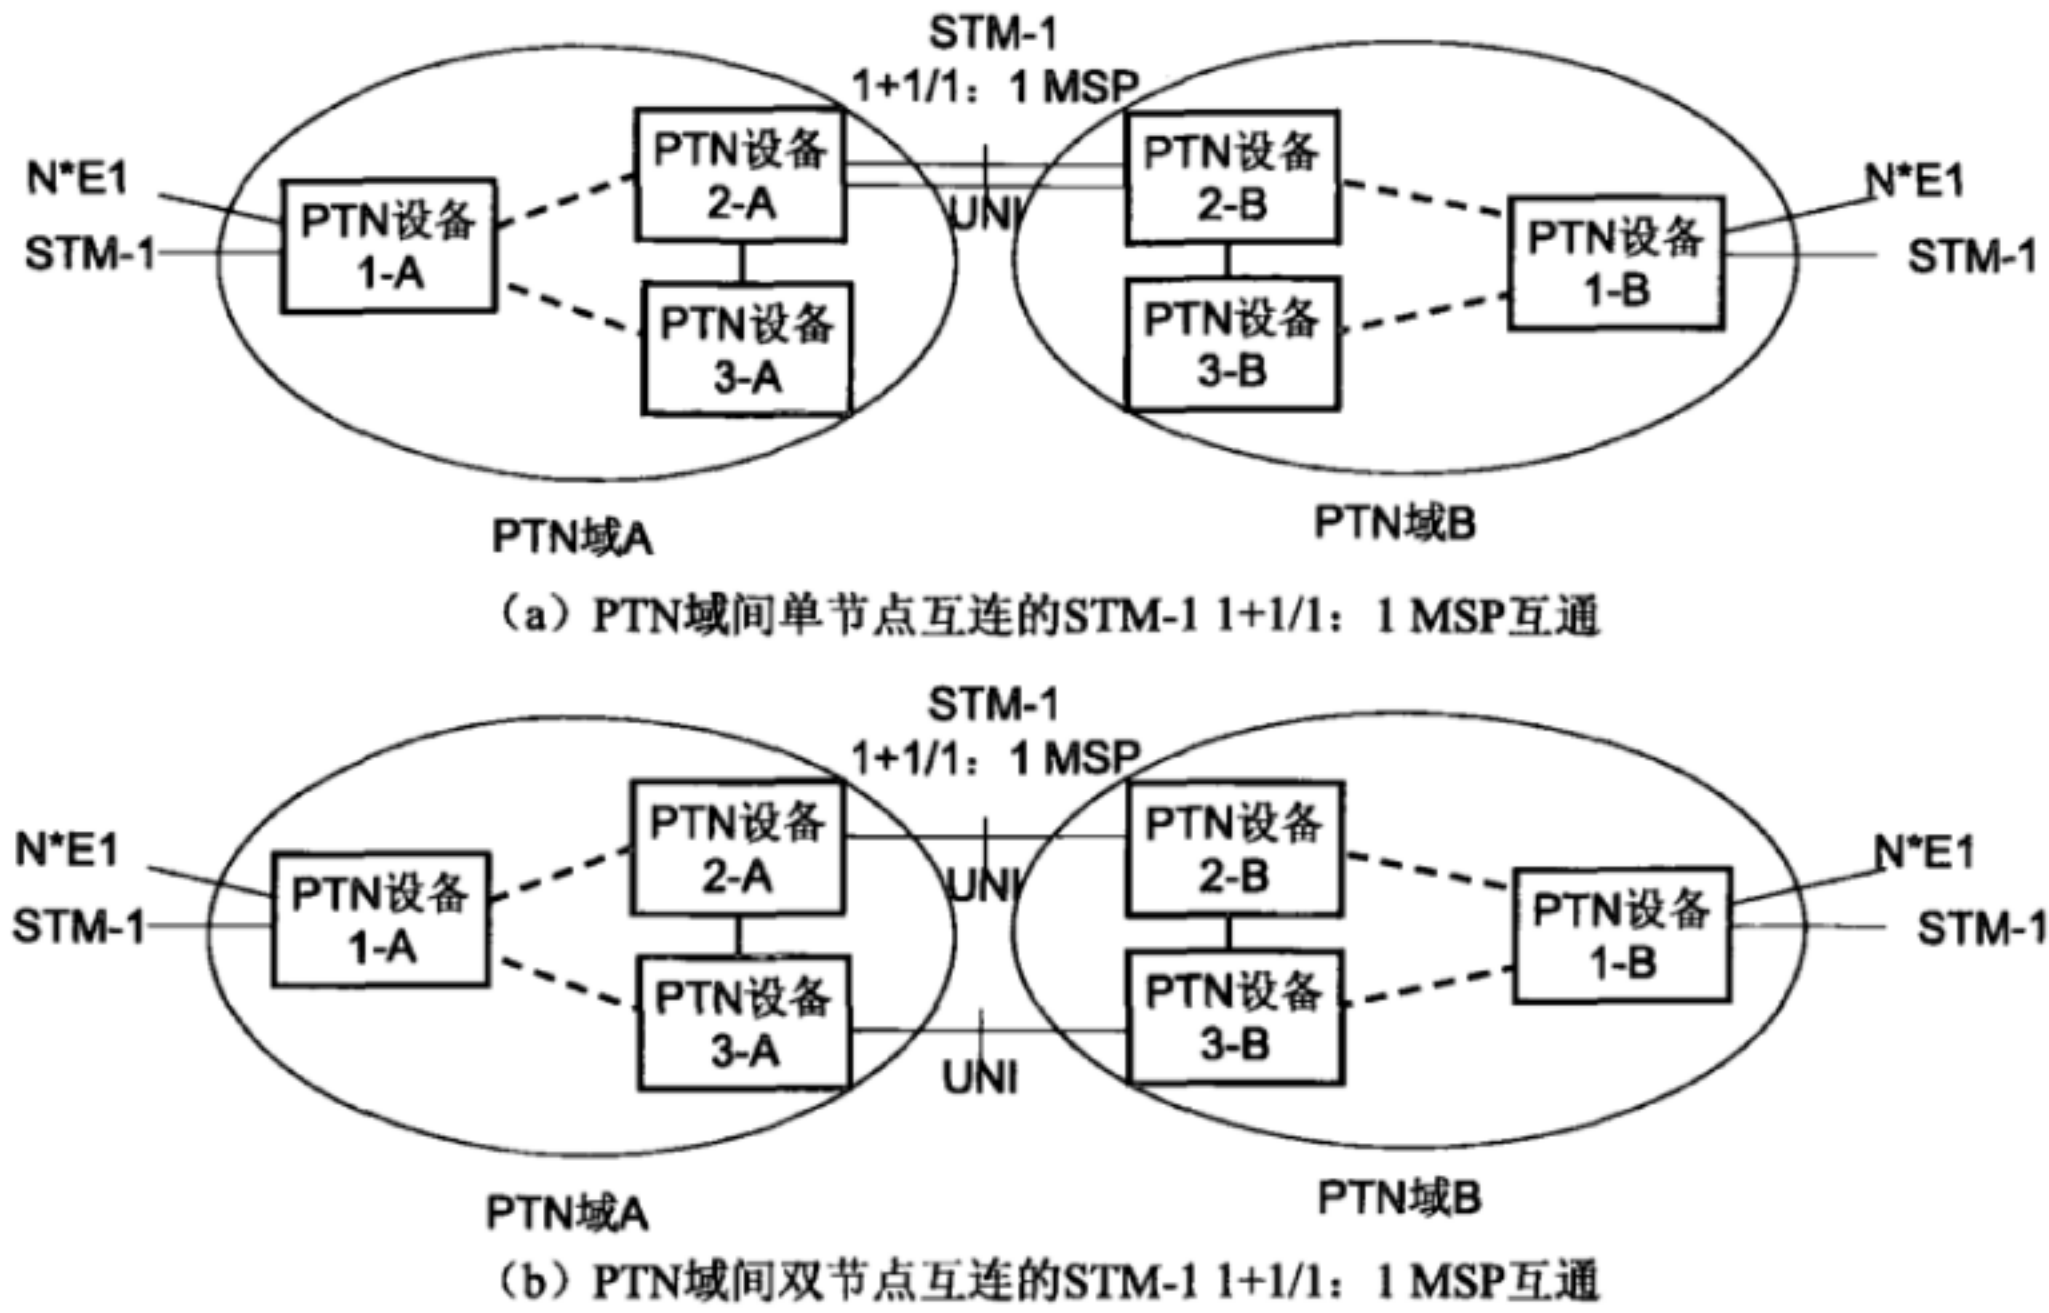 STM-1
1+1/1：1 MSP
N*E1
STM-1
PTN设备
1-A
PTN设备
2-A
PTN设备
3-A
UNI
PTN设备
2-B
PTN设备
3-B
PTN设备
1-B
N*E1
STM-1
PTN域A
PTN域B
（a）PTN域间单节点互连的STM-1 1+1/1：1 MSP互通
STM-1
1+1/1：1 MSP
N*E1
STM-1
PTN设备
1-A
PTN设备
2-A
PTN设备
3-A
UNI
UNI
PTN设备
2-B
PTN设备
3-B
PTN设备
1-B
N*E1
STM-1
PTN域A
PTN域B
（b）PTN域间双节点互连的STM-1 1+1/1：1 MSP互通